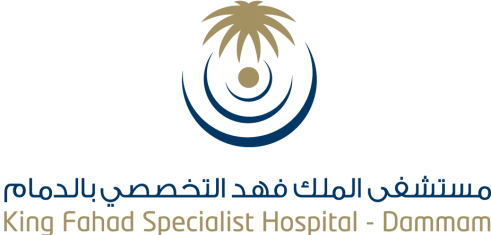 مستشفى الملك فهد التخصصي بالدمام
King Fahad Specialist Hospital - Dammam